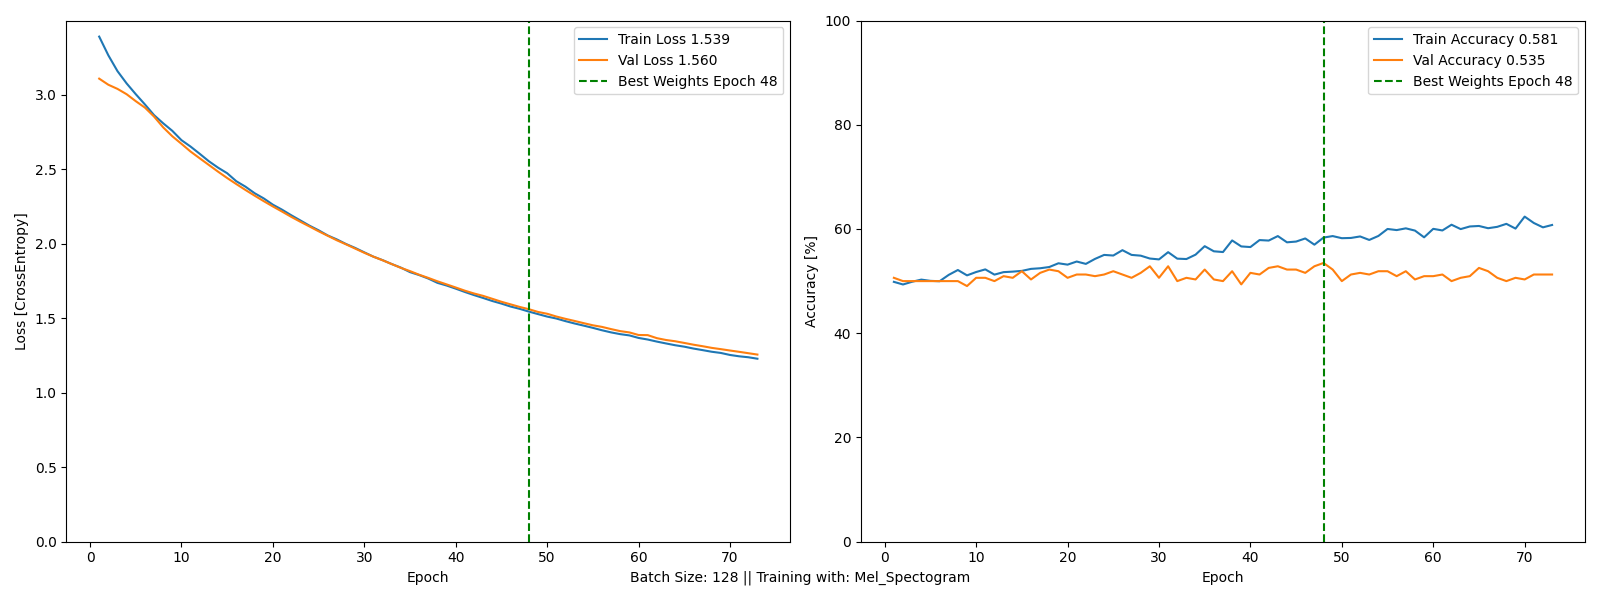 Train Loss 1.539
Val Loss 1.560
Best Weights Epoch 48
Loss [CrossEntropy]
3.0
2.5
2.0
1.5
1.0
0.5
0.0
0 10 20 30 40 50 60 70
Epoch
Train Accuracy 0.581
Val Accuracy 0.535
Best Weights Epoch 48
Accuracy [%]
100
80
60
40
20
0
0 10 20 30 40 50 60 70
Epoch
Batch Size: 128 || Training with: Mel_Spectogram